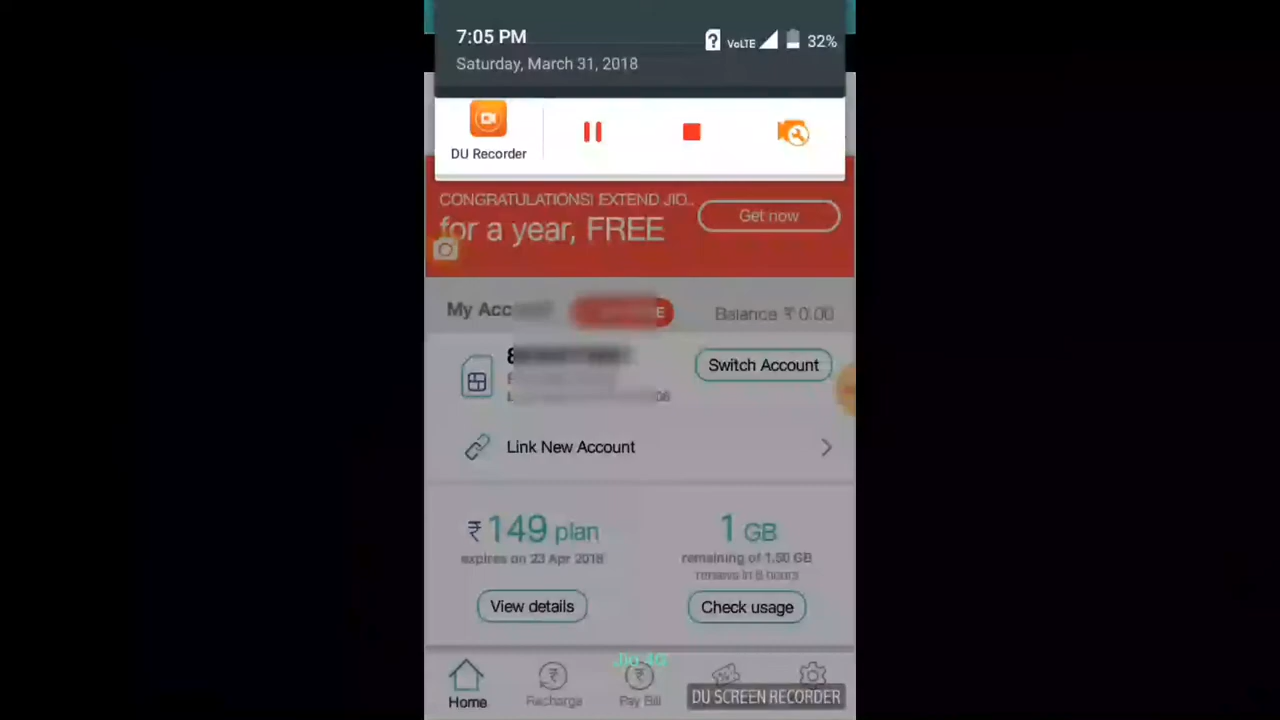 7:05 PM
VoLTE
32%
Saturday, March 31, 2018
DU Recorder
CONGRATULATIONS! EXTEND JIO..
for a year, FREE
Get now
My Acc
Balance ₹ 0.00
Switch Account
Link New Account
₹ 149 plan
expires on 23 Apr 2018
View details
1 GB
remaining of 1.50 GB
Check usage
Jio 4G
Home
Recharge
Pay Bill
DU SCREEN RECORDER